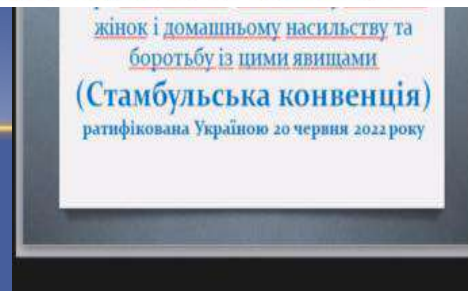 жінок і домашньому насильству та
боротьбу із цими явищами
(Стамбульська конвенція)
ратифікована Україною 20 червня 2022 року